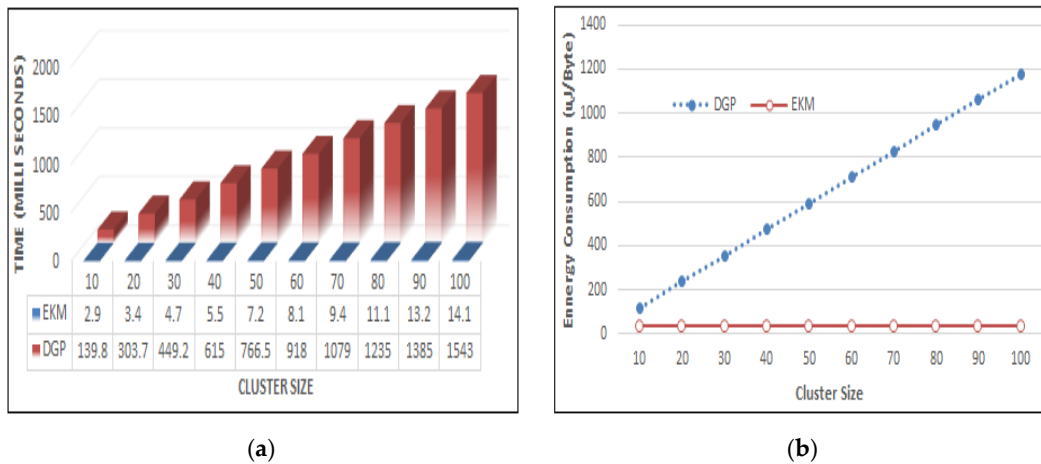 TIME (MILLI SECONDS)
2000
1500
1000
500
0
10 20 30 40 50 60 70 80 90 100
EKM 2.9 3.4 4.7 5.5 7.2 8.1 9.4 11.1 13.2 14.1
DGP 139.8 303.7 449.2 615 766.5 918 1079 1235 1385 1543
CLUSTER SIZE
(a)
Ennergy Consumption (uJ/Byte)
1400
1200
1000
800
600
400
200
0
DGP EKM
10 20 30 40 50 60 70 80 90 100
Cluster Size
(b)